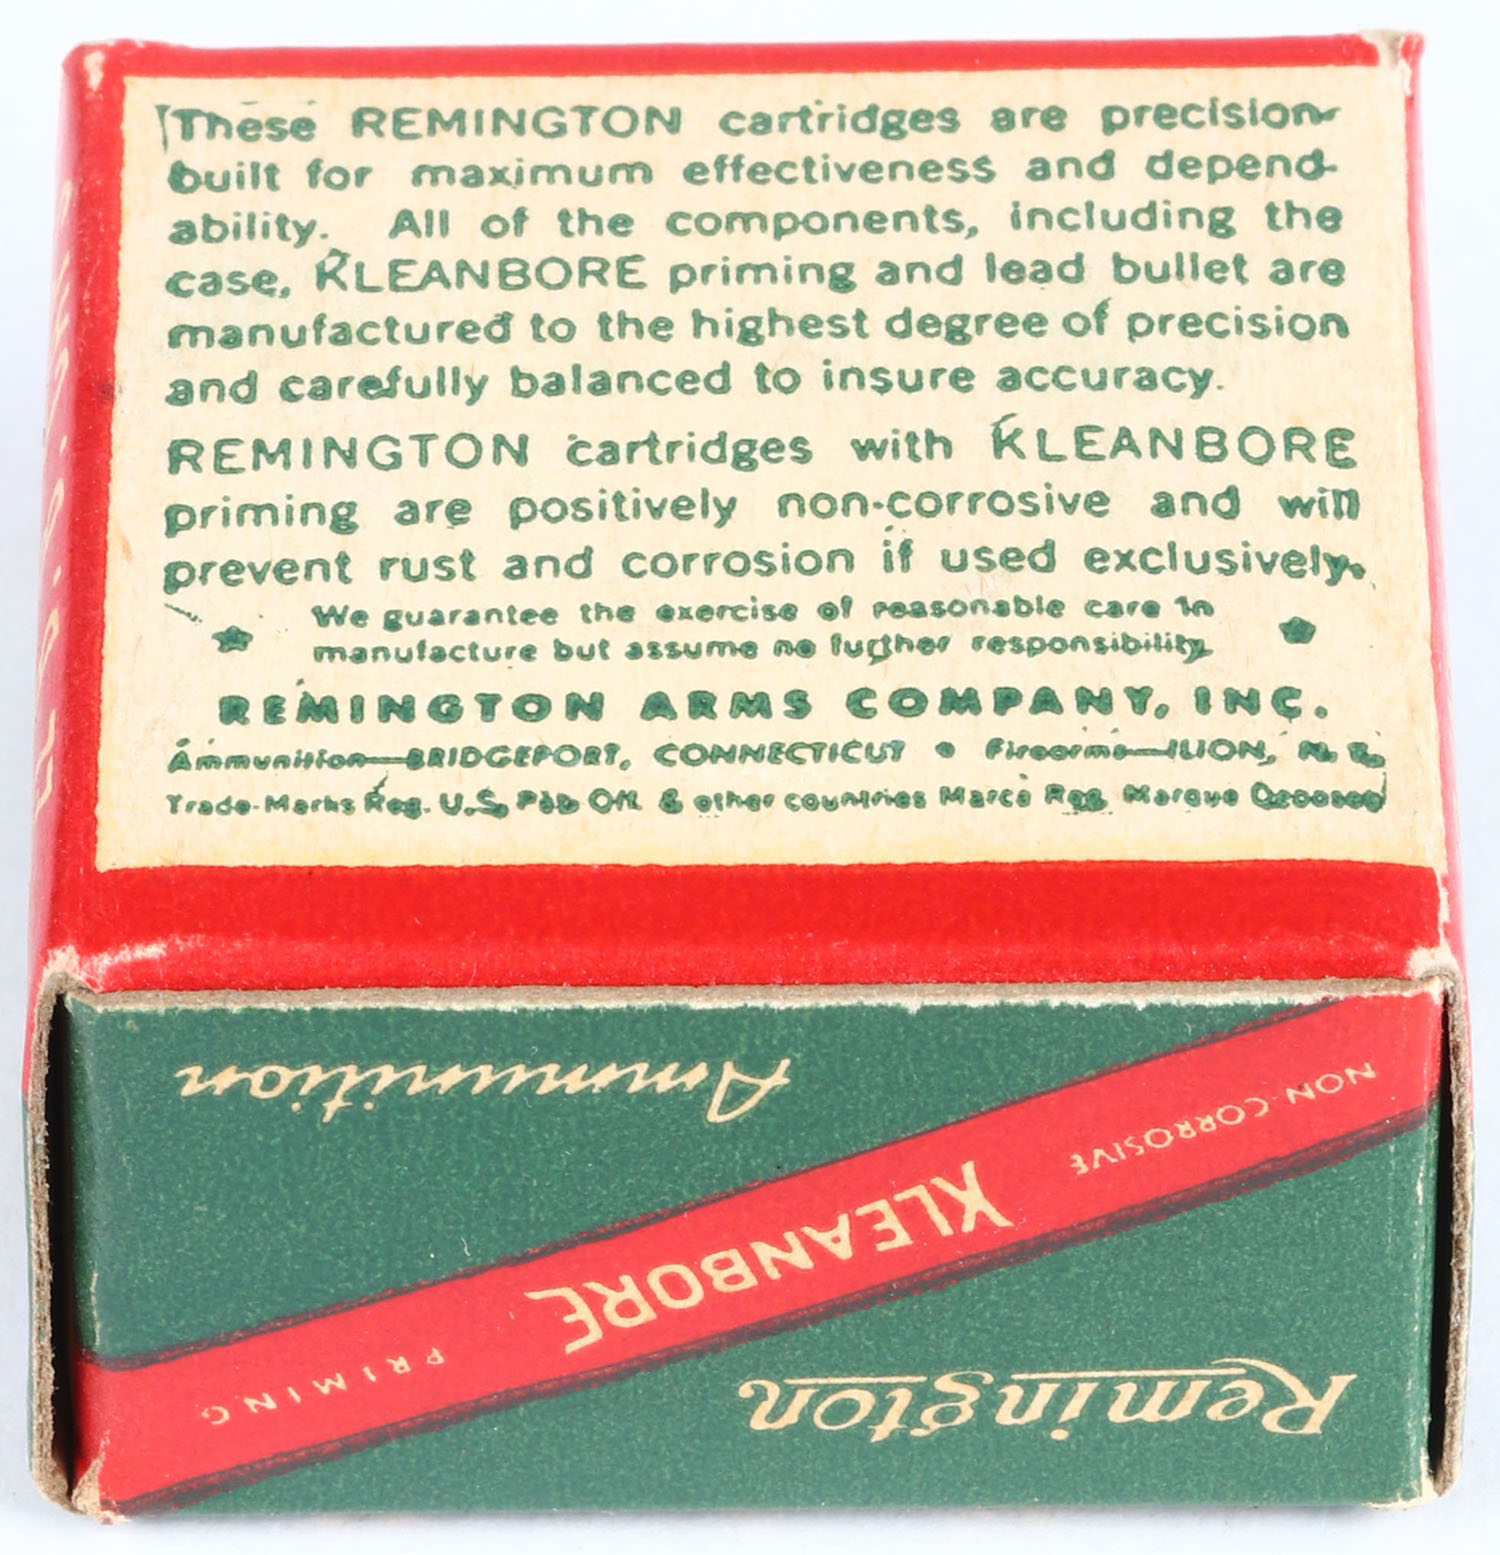 These REMINGTON cartridges are precision-
built for maximum effectiveness and depend-
ability. All of the components, including the
case, KLEANBORE priming and lead bullet are
manufactured to the highest degree of precision
and carefully balanced to insure accuracy.
REMINGTON cartridges with KLEANBORE
priming are positively non-corrosive and will
prevent rust and corrosion if used exclusively.
We guarantee the exercise of reasonable care in
manufacture but assume no further responsibility.
REMINGTON ARMS COMPANY, INC.
Ammunition—BRIDGEPORT, CONNECTICUT • Firearms—ILION, N. Y.
Trade-Marks Reg. U.S. Pat. Off. & other countries Marca Reg. Marque Deposee
Remington
NON-CORROSIVE
KLEANBORE
PRIMING
Ammunition